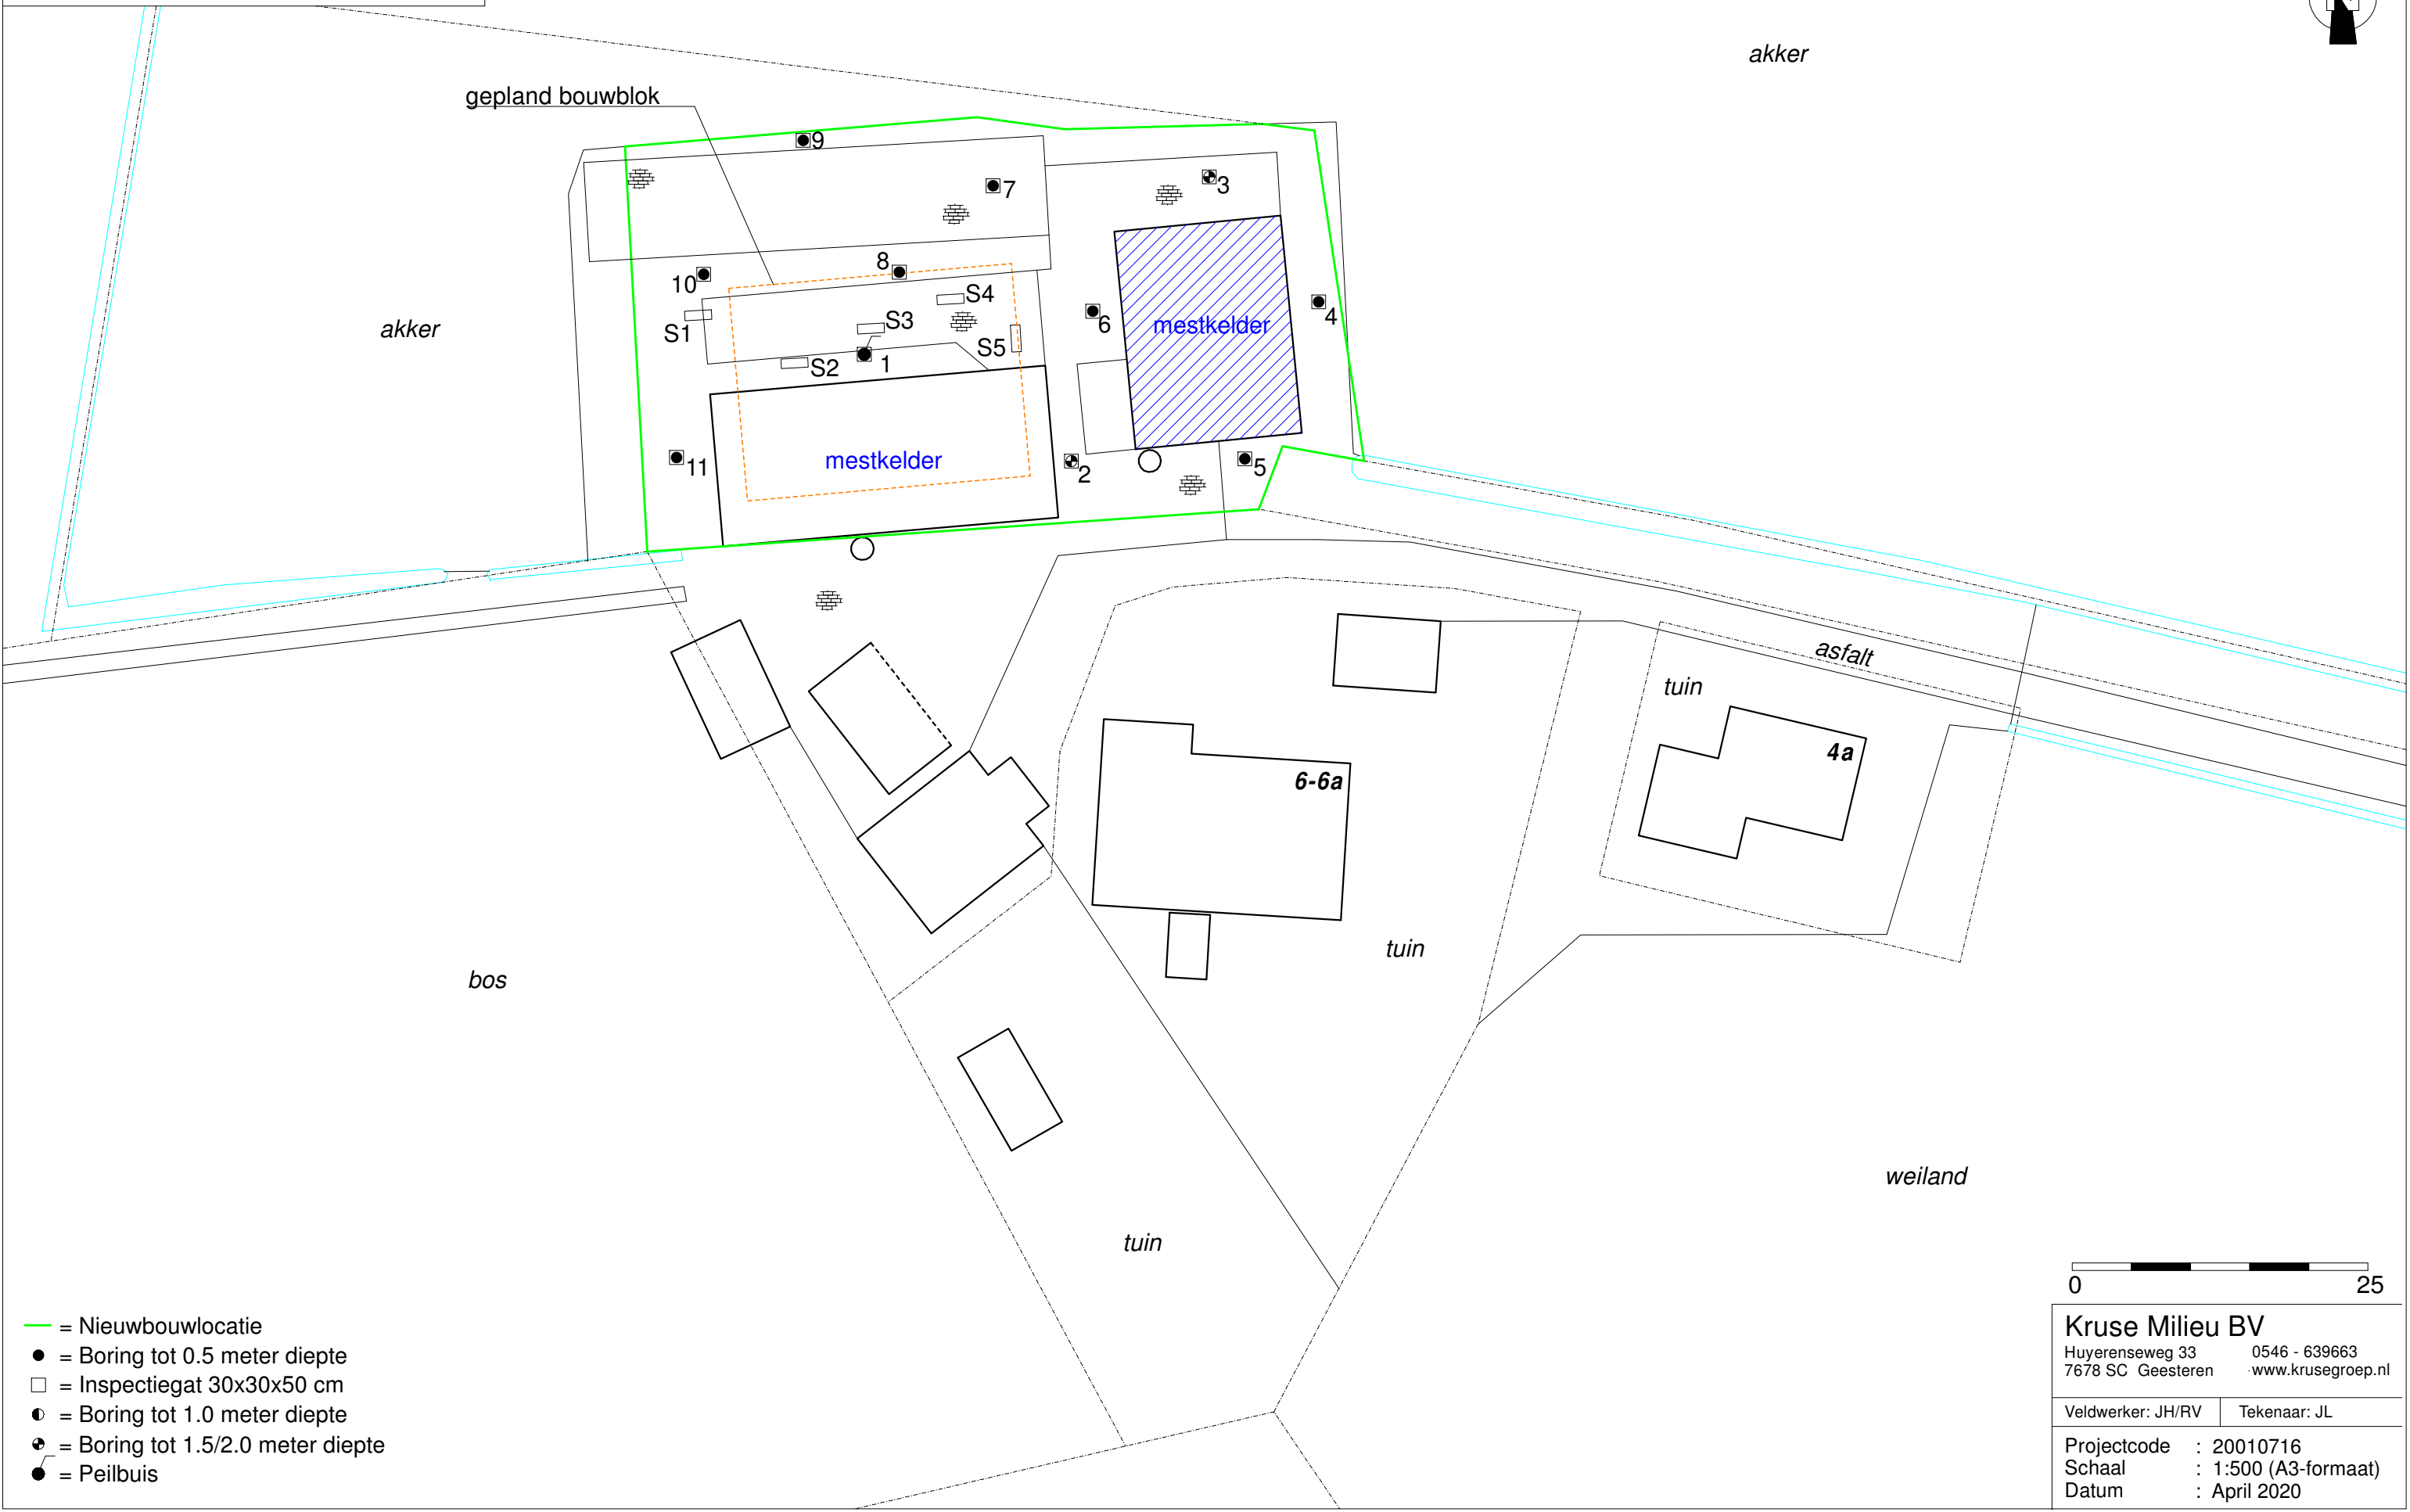 akker
gepland bouwblok
9
7
3
8
10
S4
S1
S3
6
mestkelder
4
akker
S5
S2
1
11
mestkelder
2
5
asfalt
tuin
4a
6-6a
tuin
bos
weiland
tuin
0 25
= Nieuwbouwlocatie
= Boring tot 0.5 meter diepte
= Inspectiegat 30x30x50 cm
= Boring tot 1.0 meter diepte
= Boring tot 1.5/2.0 meter diepte
= Peilbuis
Kruse Milieu BV
Huyerenseweg 33 0546 - 639663
7678 SC Geesteren www.krusegroep.nl
Veldwerker: JH/RV Tekenaar: JL
Projectcode : 20010716
Schaal : 1:500 (A3-formaat)
Datum : April 2020